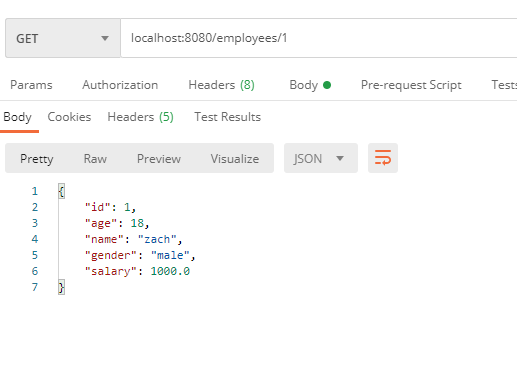 GET localhost:8080/employees/1
Params Authorization Headers (8) Body Pre-request Script Tests
Body Cookies Headers (5) Test Results
Pretty Raw Preview Visualize JSON
1 {
2 "id": 1,
3 "age": 18,
4 "name": "zach",
5 "gender": "male",
6 "salary": 1000.0
7 }